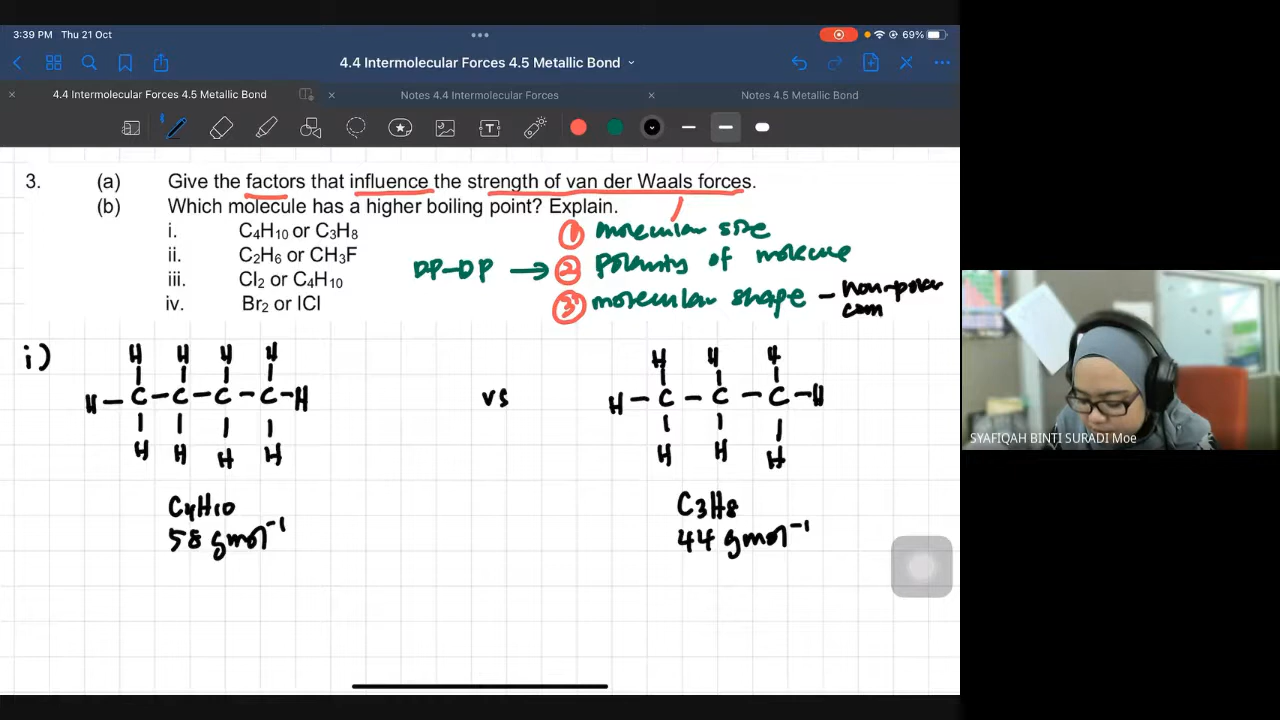 3:39 PM Thu 21 Oct
69%
4.4 Intermolecular Forces 4.5 Metallic Bond
4.4 Intermolecular Forces 4.5 Metallic Bond
Notes 4.4 Intermolecular Forces
Notes 4.5 Metallic Bond
3. (a) Give the factors that influence the strength of van der Waals forces.
(b) Which molecule has a higher boiling point? Explain.
i. C4H10 or C3H8
ii. C2H6 or CH3F
iii. Cl2 or C4H10
iv. Br2 or ICl
① molecular size
DP-DP → ② Polarity of molecule
③ molecular shape - non-polar
com
i)
H H H H
H-C-C-C-C-H
H H H H
vs
H H H
H-C-C-C-H
H H H
C4H10
58 gmol-1
C3H8
44 gmol-1
SYAFIQAH BINTI SURADI Moe